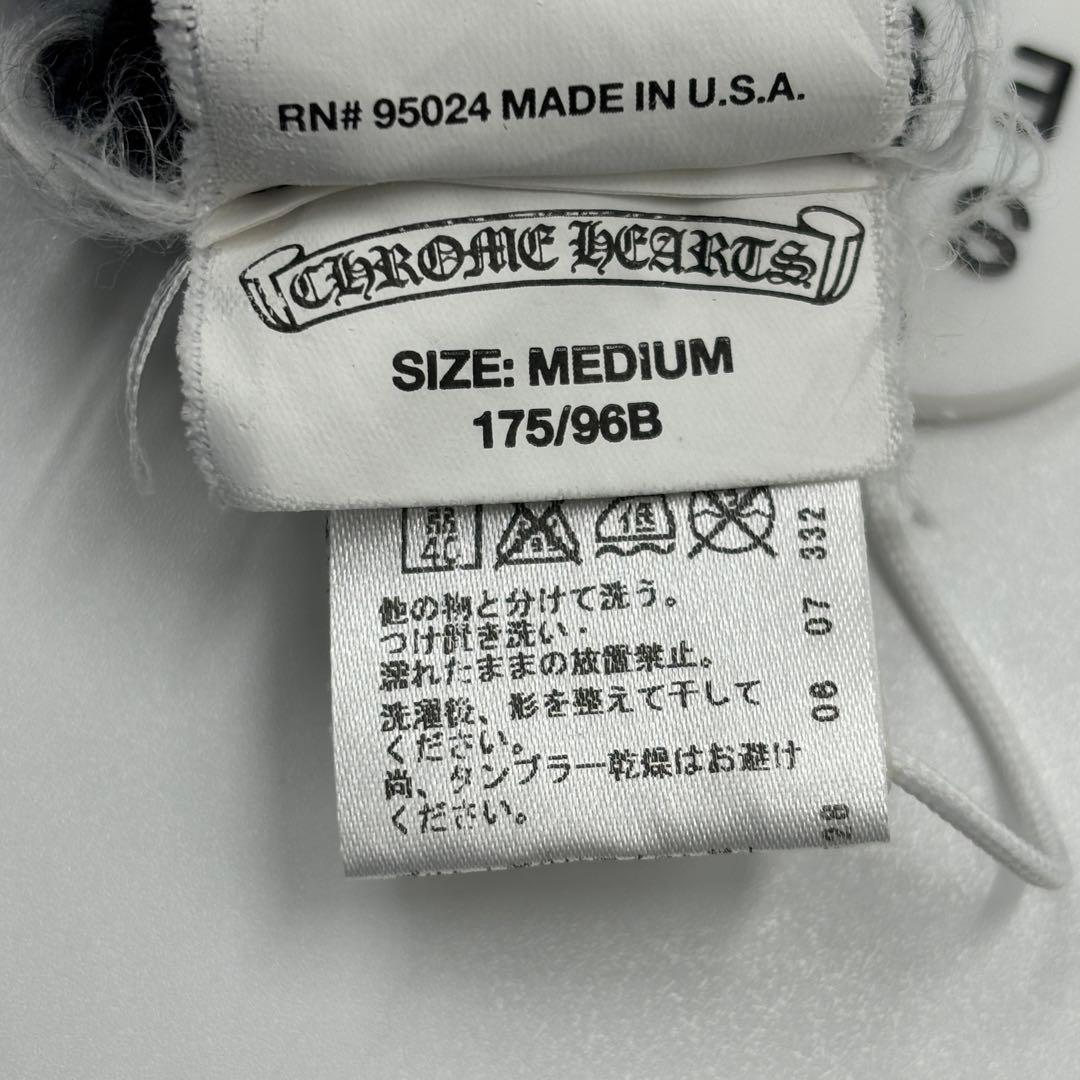 RN# 95024 MADE IN U.S.A.
CHROME HEARTS
SIZE: MEDIUM
175/96B
弱
40
低
他の物と分けて洗う。
つけ置き洗い・
濡れたままの放置禁止。
洗濯後、形を整えて干して
ください。
尚、タンブラー乾燥はお避け
ください。
332
07
06
28
E
S